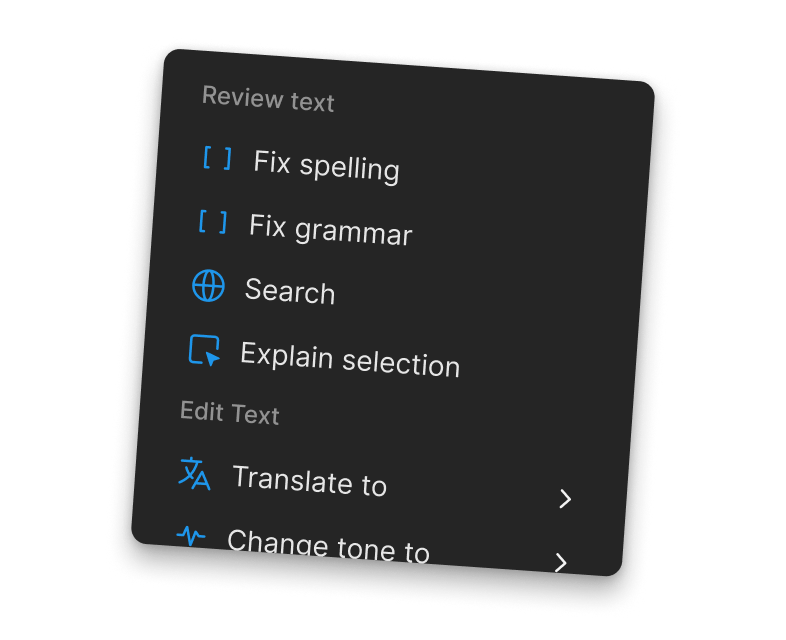 Review text
Fix spelling
Fix grammar
Search
Explain selection
Edit Text
Translate to
Change tone to